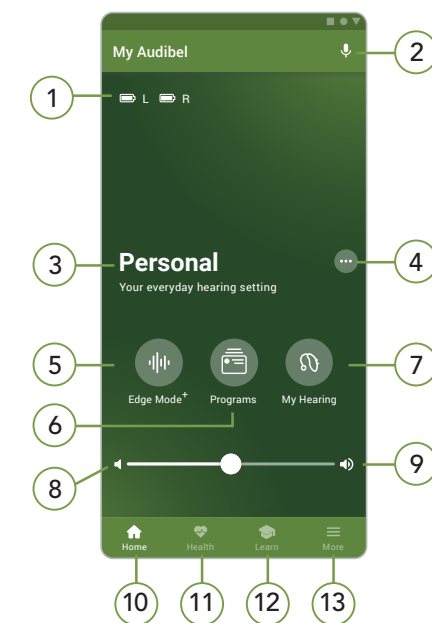 My Audibel
2
1
L R
3
Personal
4
Your everyday hearing setting
5
7
Edge Mode+ Programs My Hearing
6
8
9
Home Health Learn More
10 11 12 13